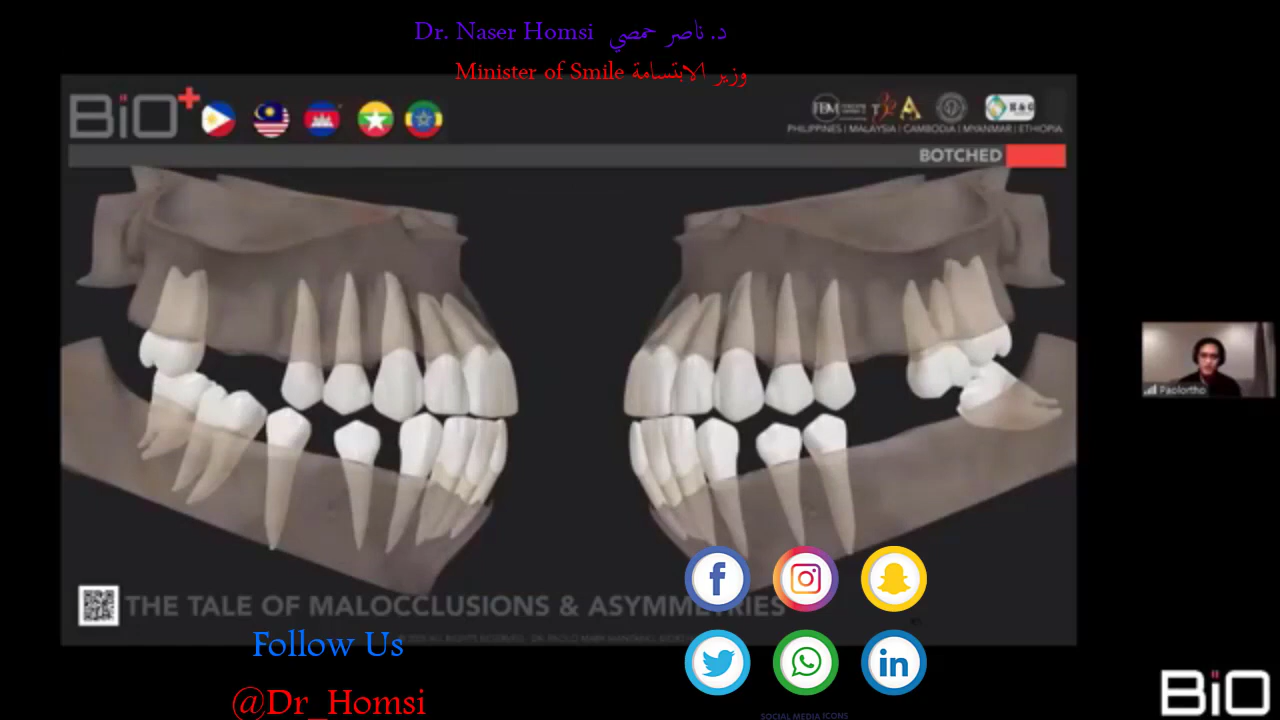 Dr. Naser Homsi د. ناصر حمصي
Minister of Smile وزير الابتسامة
BiO+
PHILIPPINES | MALAYSIA | CAMBODIA | MYANMAR | ETHIOPIA
BOTCHED
Paolortho
THE TALE OF MALOCCLUSIONS & ASYMMETRIES
Follow Us
@Dr_Homsi
in
SOCIAL MEDIA ICONS
BiO